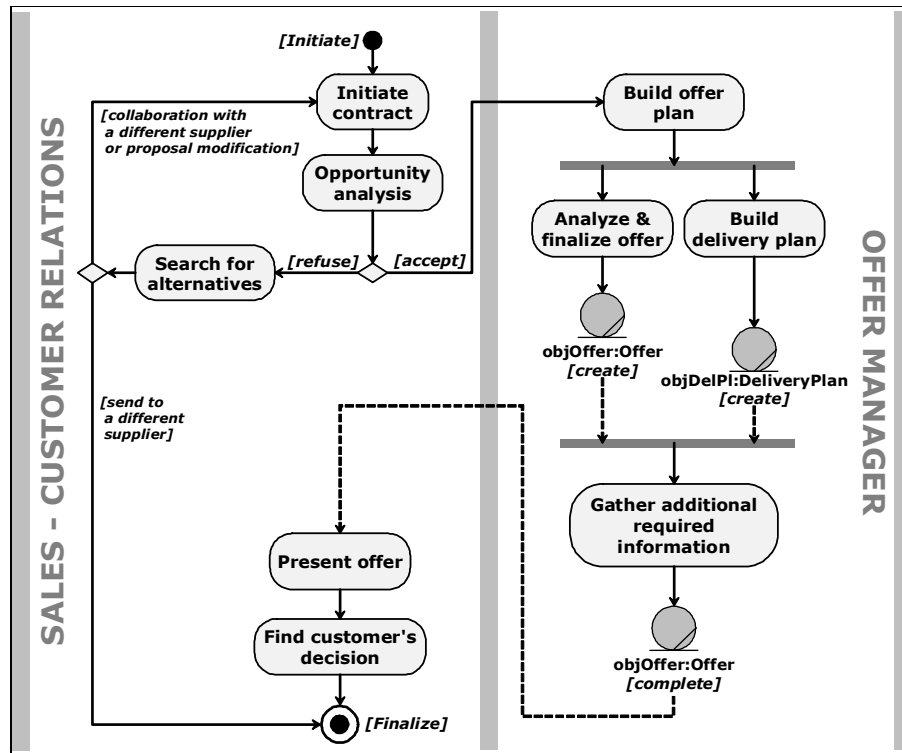 SALES - CUSTOMER RELATIONS
[Initiate]
Initiate
contract
[collaboration with
a different supplier
or proposal modification]
Opportunity
analysis
[refuse]
[accept]
Search for
alternatives
[send to
a different
supplier]
Present offer
Find customer's
decision
[Finalize]
OFFER MANAGER
Build offer
plan
Analyze &
finalize offer
Build
delivery plan
objOffer:Offer
[create]
objDelPl:DeliveryPlan
[create]
Gather additional
required
information
objOffer:Offer
[complete]